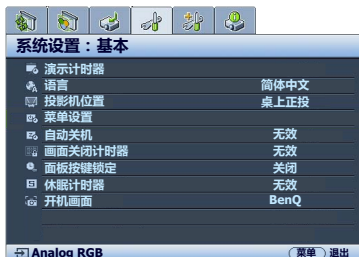 系统设置：基本
演示计时器
语言 简体中文
投影机位置 桌上正投
菜单设置
自动关机 无效
画面关闭计时器 无效
面板按键锁定 关闭
休眠计时器 无效
开机画面 BenQ
Analog RGB 菜单 退出